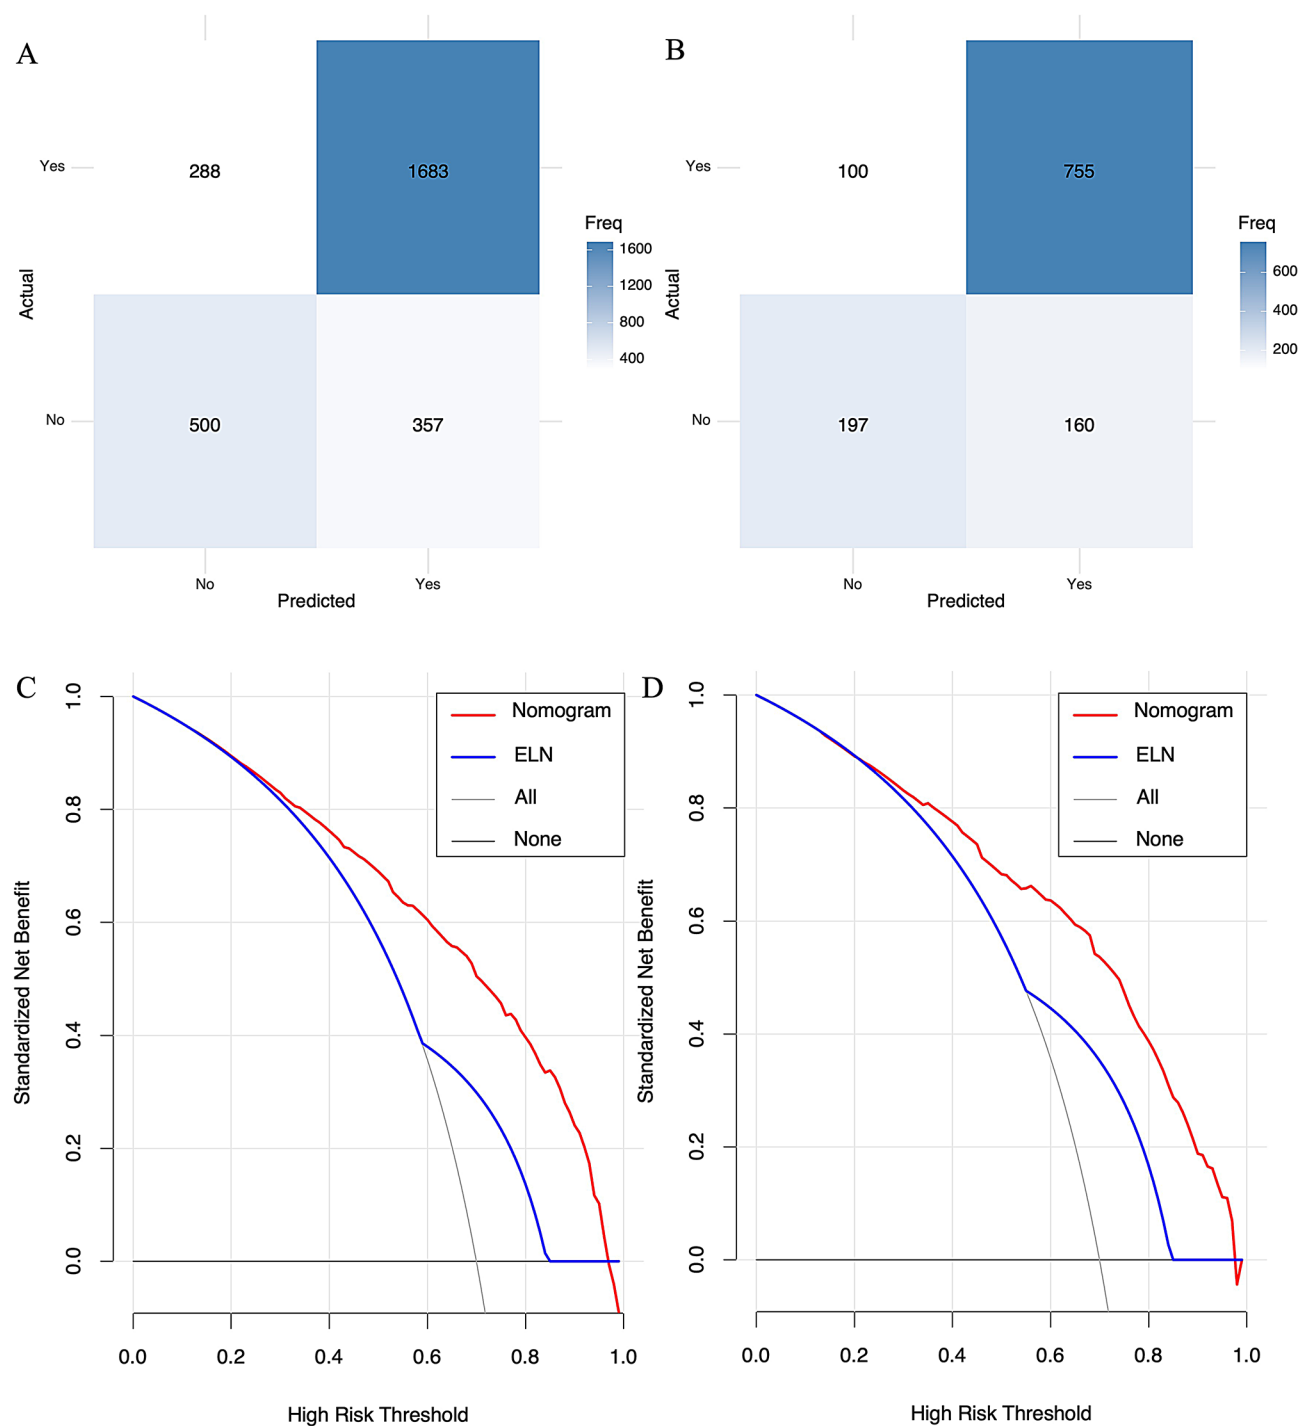 A
Yes
288
1683
Freq
1600
1200
800
400
Actual
No
500
357
No
Yes
Predicted
B
Yes
100
755
Freq
600
400
200
Actual
No
197
160
No
Yes
Predicted
C
Nomogram
ELN
All
None
1.0
0.8
0.6
0.4
0.2
0.0
Standardized Net Benefit
0.0 0.2 0.4 0.6 0.8 1.0
High Risk Threshold
D
Nomogram
ELN
All
None
1.0
0.8
0.6
0.4
0.2
0.0
Standardized Net Benefit
0.0 0.2 0.4 0.6 0.8 1.0
High Risk Threshold